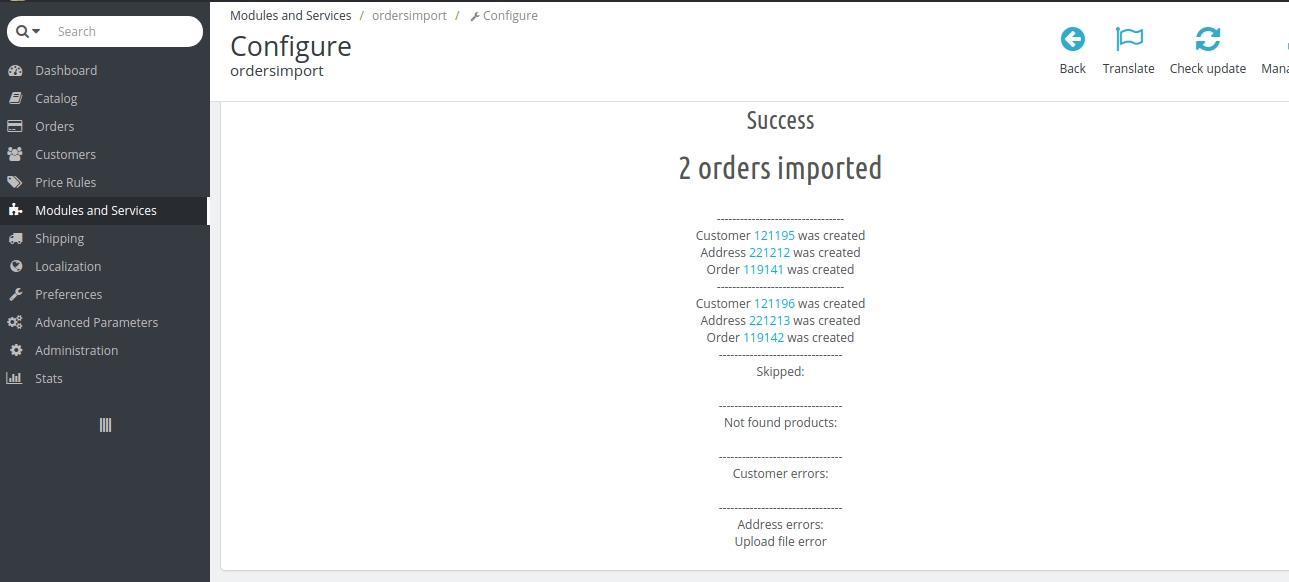 Modules and Services / ordersimport / Configure
Search
Configure
ordersimport
Back
Translate
Check update
Dashboard
Catalog
Orders
Customers
Price Rules
Modules and Services
Shipping
Localization
Preferences
Advanced Parameters
Administration
Stats
Success
2 orders imported
---------------------------------
Customer 121195 was created
Address 221212 was created
Order 119141 was created
---------------------------------
Customer 121196 was created
Address 221213 was created
Order 119142 was created
--------------------------------
Skipped:
--------------------------------
Not found products:
--------------------------------
Customer errors:
--------------------------------
Address errors:
Upload file error